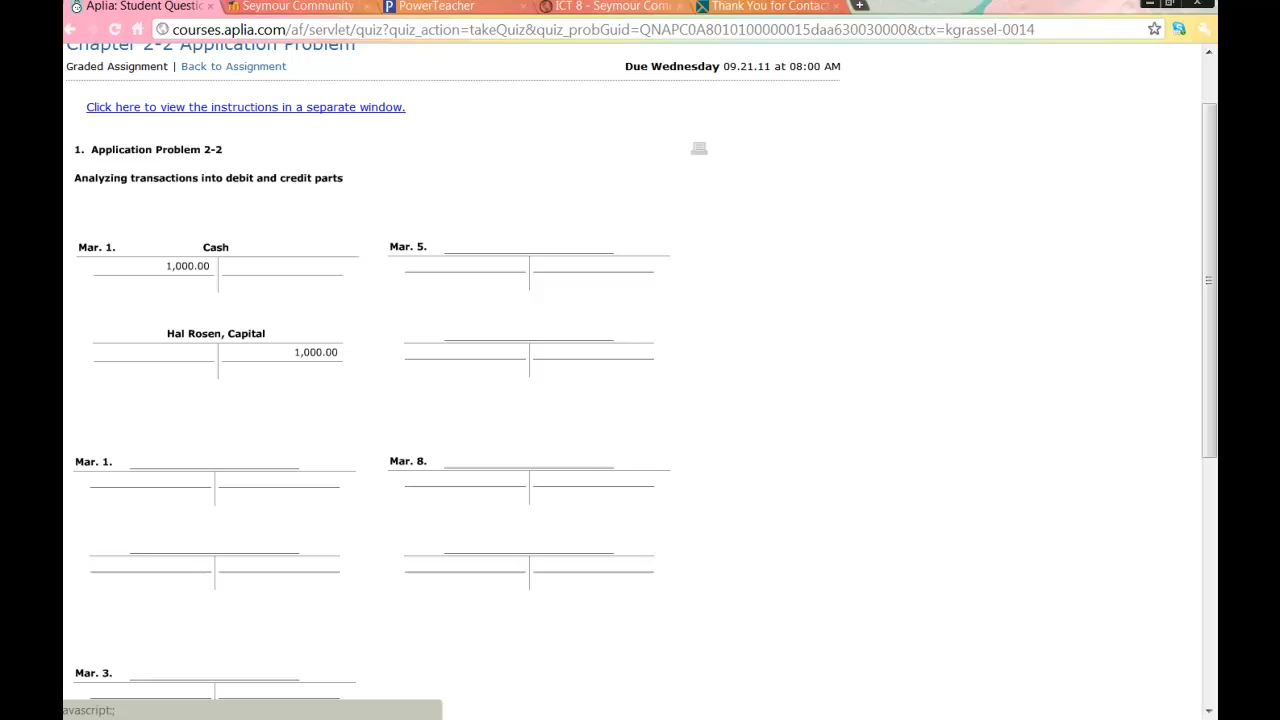 Aplia: Student Questi
Seymour Community
PowerTeacher
ICT 8 - Seymour Com
Thank You for Contact
courses.aplia.com/af/servlet/quiz?quiz_action=takeQuiz&quiz_probGuid=QNAPC0A8010100000015daa630030000&ctx=kgrassel-0014
Chapter 2-2 Application Problem
Graded Assignment | Back to Assignment
Due Wednesday 09.21.11 at 08:00 AM
Click here to view the instructions in a separate window.
1. Application Problem 2-2
Analyzing transactions into debit and credit parts
Mar. 1. Cash
1,000.00
Hal Rosen, Capital
1,000.00
Mar. 5.
Mar. 1.
Mar. 8.
Mar. 3.
avascript:;